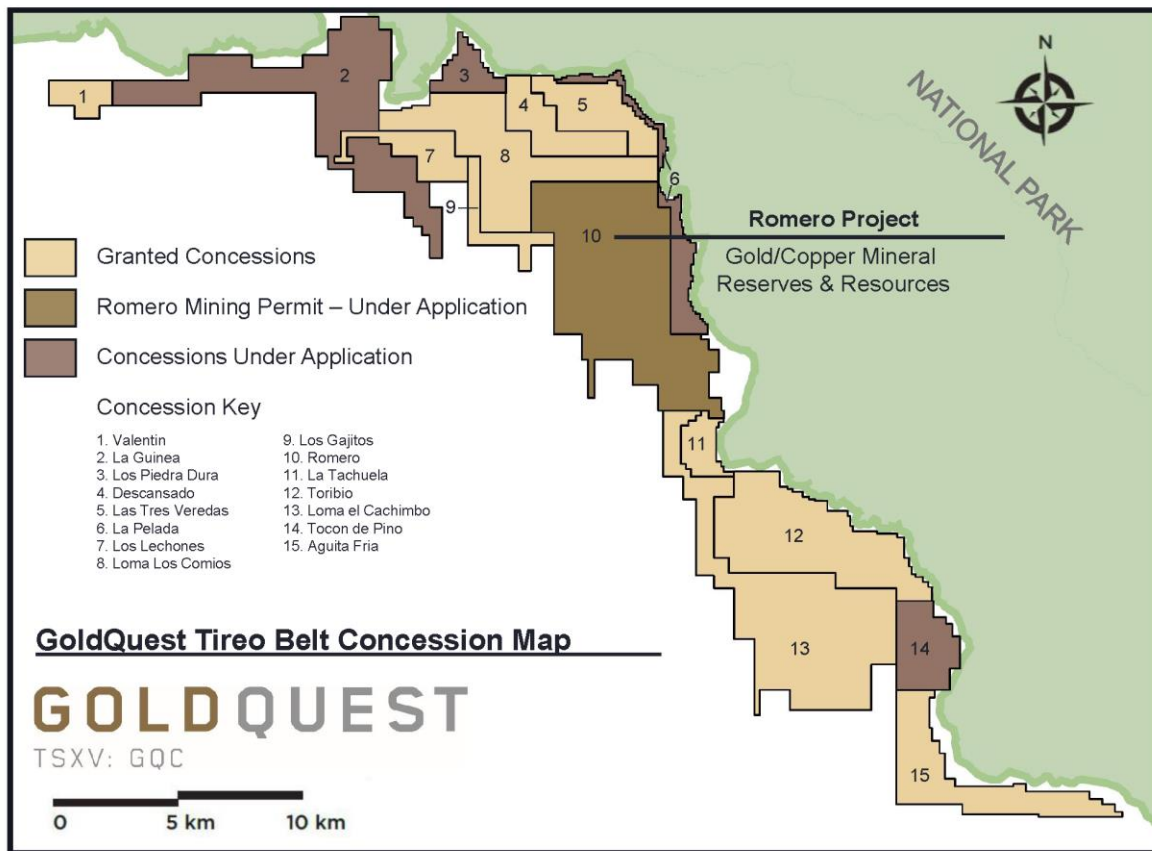 1
2
3
4
5
6
7
8
9
10
11
12
13
14
15
N
NATIONAL PARK
Romero Project
Gold/Copper Mineral
Reserves & Resources
Granted Concessions
Romero Mining Permit – Under Application
Concessions Under Application
Concession Key
1. Valentin
2. La Guinea
3. Los Piedra Dura
4. Descansado
5. Las Tres Veredas
6. La Pelada
7. Los Lechones
8. Loma Los Comios
9. Los Gajitos
10. Romero
11. La Tachuela
12. Toribio
13. Loma el Cachimbo
14. Tocon de Pino
15. Aguita Fria
GoldQuest Tireo Belt Concession Map
GOLDQUEST
TSXV: GQC
0 5 km 10 km